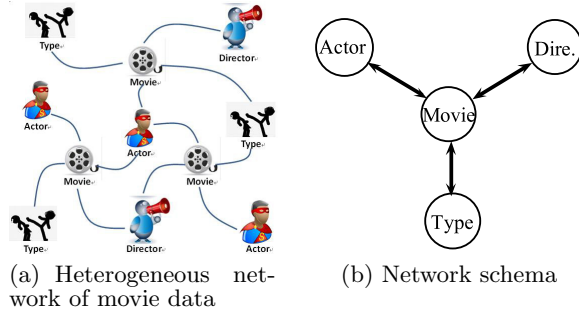 Type
Director
Movie
Actor
Actor
Type
Movie
Movie
Type
Director
Actor
(a) Heterogeneous net-
work of movie data
Actor
Dire.
Movie
Type
(b) Network schema